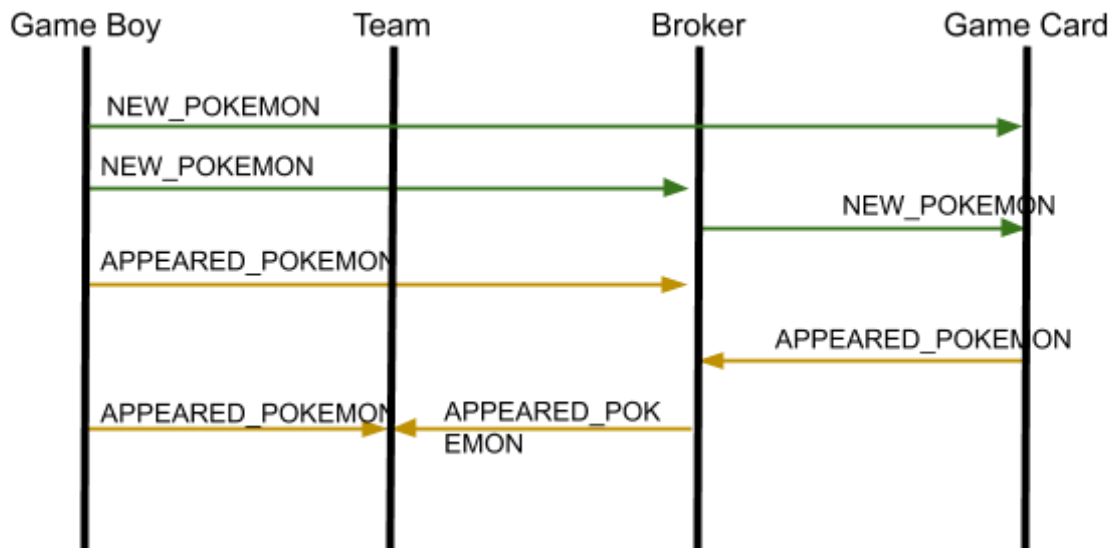 Game Boy
Team
Broker
Game Card
NEW_POKEMON
NEW_POKEMON
NEW_POKEMON
APPEARED_POKEMON
APPEARED_POKEMON
APPEARED_POKEMON
APPEARED_POK
EMON